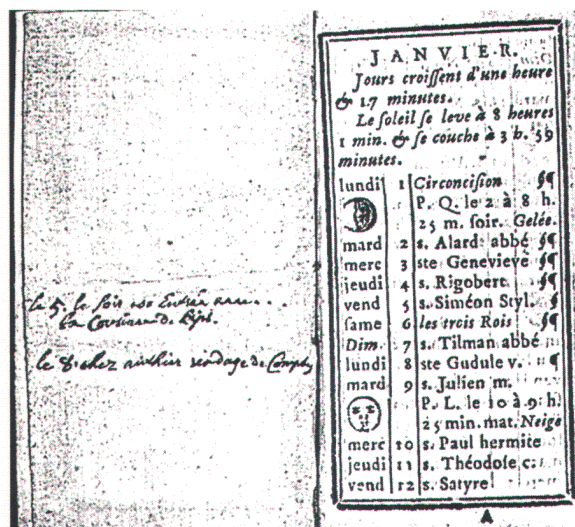 le 5. le soir
le 8 chez
JANVIER.
Jours croiſſent d'une heure
& 17 minutes.
Le ſoleil ſe leve à 8 heures
1 min. & ſe couche à 3 h. 59
minutes.
lundi 1 Circonciſion §¶
P. Q. le 2 à 8 h.
25 m. ſoir. Gelée.
mard 2 s. Alard abbé §¶
merc 3 ste Genevieve §¶
jeudi 4 s. Rigobert §¶
vend 5 s. Siméon Styl. §
ſame 6 les trois Rois §¶
Dim. 7 s. Tilman abbé
lundi 8 ste Gudule v. ¶
mard 9 s. Julien m.
P. L. le 10 à 9 h.
25 min. mat. Neige
merc 10 s. Paul hermite
jeudi 11 s. Théodoſe c.
vend 12 s. Satyre